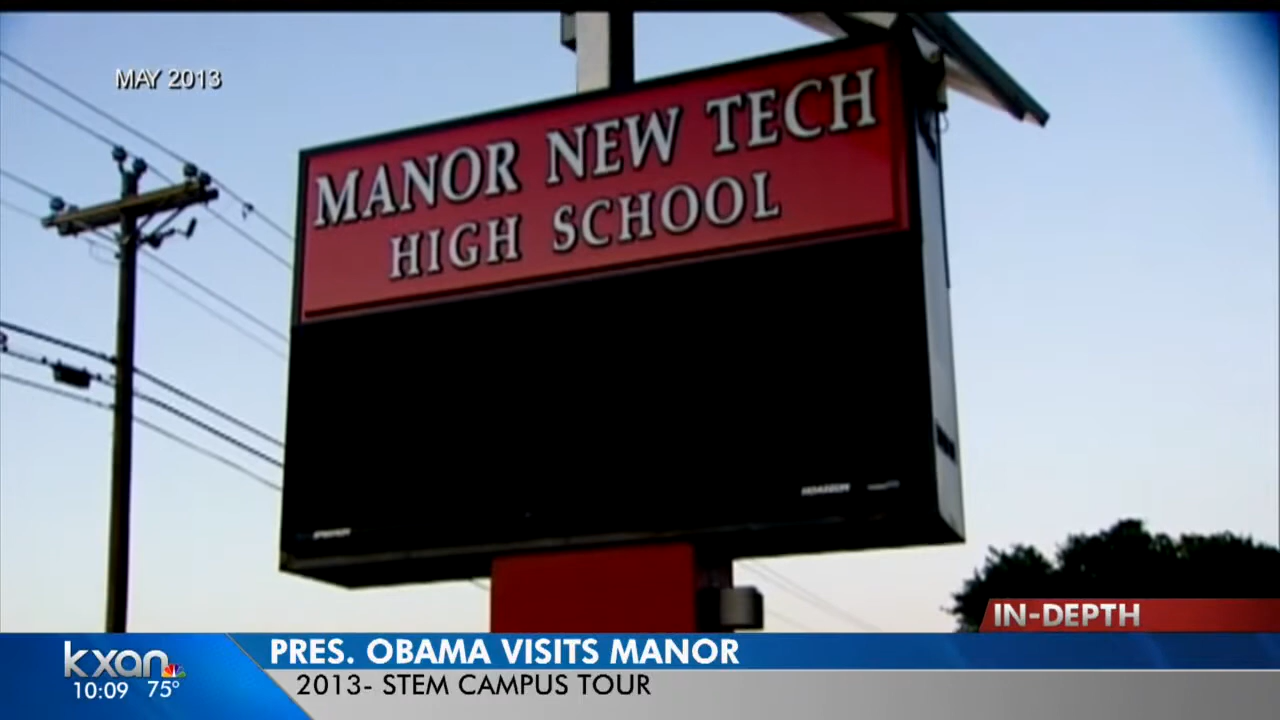 MAY 2013
MANOR NEW TECH
HIGH SCHOOL
IN-DEPTH
PRES. OBAMA VISITS MANOR
2013- STEM CAMPUS TOUR
kxan
10:09 75°